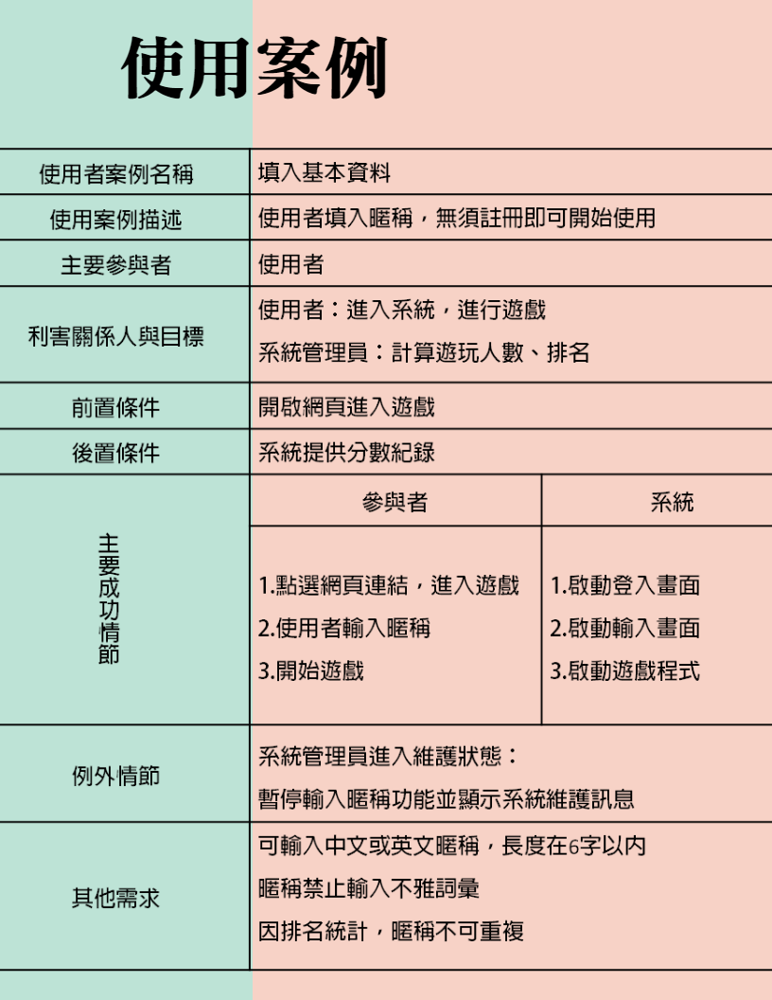 使用案例
使用者案例名稱 填入基本資料
使用案例描述 使用者填入暱稱，無須註冊即可開始使用
主要參與者 使用者
利害關係人與目標 使用者：進入系統，進行遊戲
系統管理員：計算遊玩人數、排名
前置條件 開啟網頁進入遊戲
後置條件 系統提供分數紀錄
主要成功情節 參與者 系統
1.點選網頁連結，進入遊戲 1.啟動登入畫面
2.使用者輸入暱稱 2.啟動輸入畫面
3.開始遊戲 3.啟動遊戲程式
例外情節 系統管理員進入維護狀態：
暫停輸入暱稱功能並顯示系統維護訊息
其他需求 可輸入中文或英文暱稱，長度在6字以內
暱稱禁止輸入不雅詞彙
因排名統計，暱稱不可重複